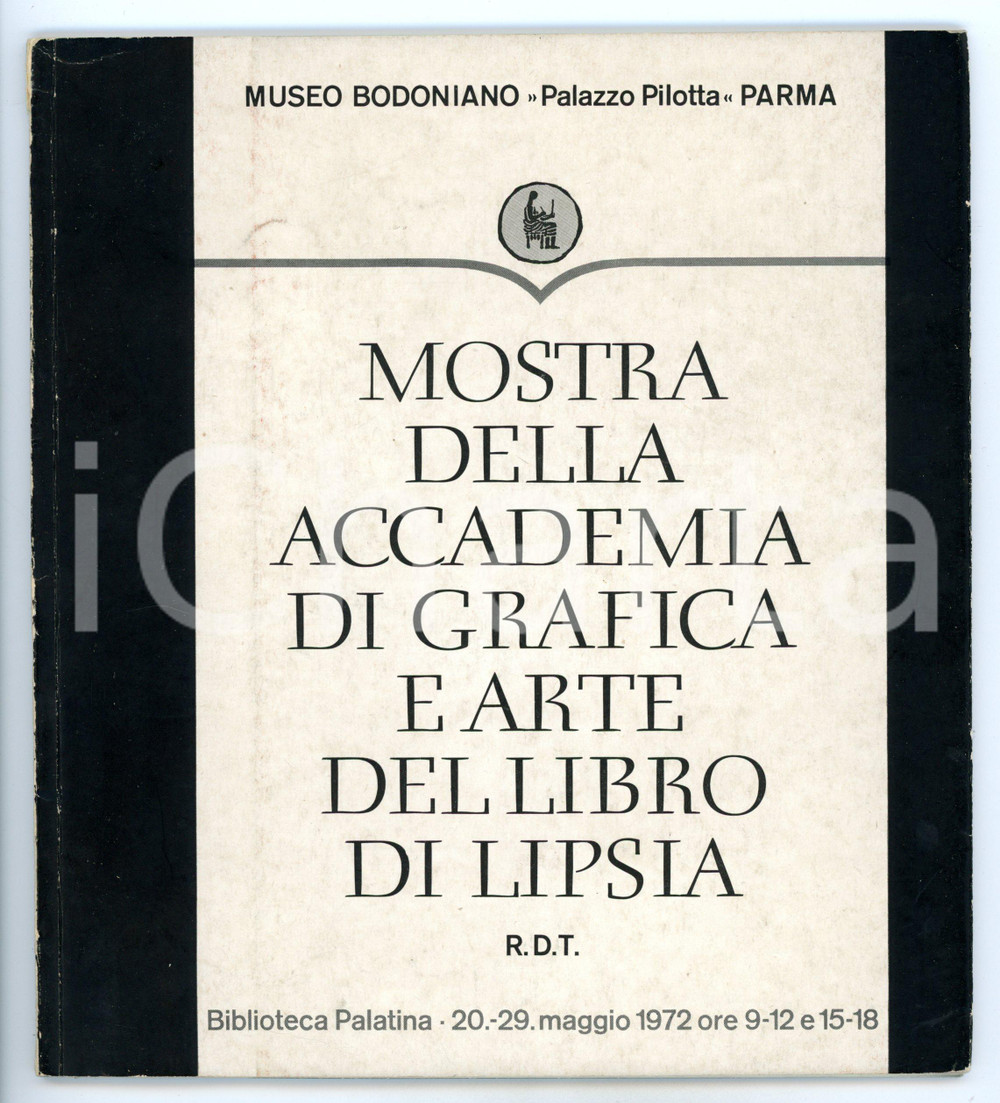 MUSEO BODONIANO »Palazzo Pilotta« PARMA
MOSTRA
DELLA
ACCADEMIA
DI GRAFICA
E ARTE
DEL LIBRO
DI LIPSIA
R.D.T.
Biblioteca Palatina · 20.-29. maggio 1972 ore 9-12 e 15-18
iCharta